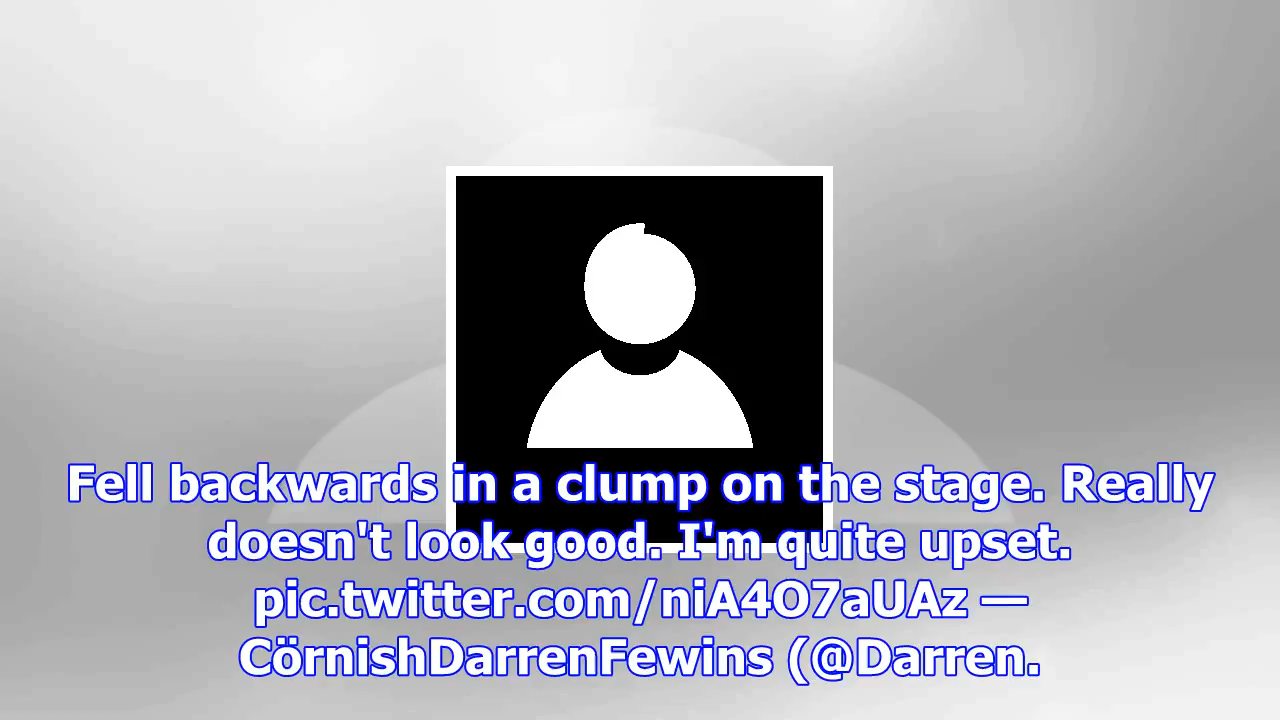 Fell backwards in a clump on the stage. Really
doesn't look good. I'm quite upset.
pic.twitter.com/niA4O7aUAz —
CörnishDarrenFewins (@Darren.